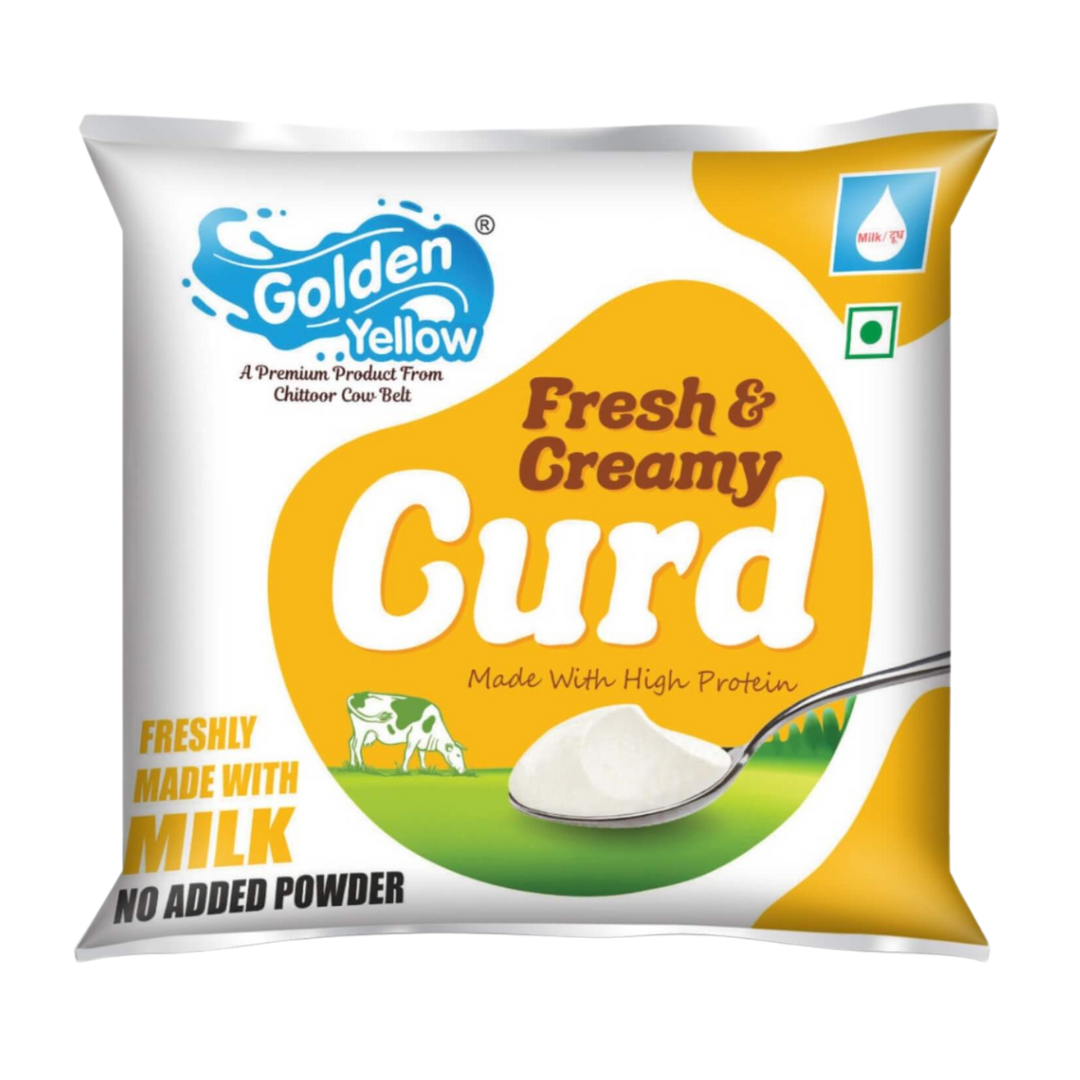 Golden
Yellow
®
A Premium Product From
Chittoor Cow Belt
Milk/दूध
Fresh &
Creamy
Curd
Made With High Protein
FRESHLY
MADE WITH
MILK
NO ADDED POWDER